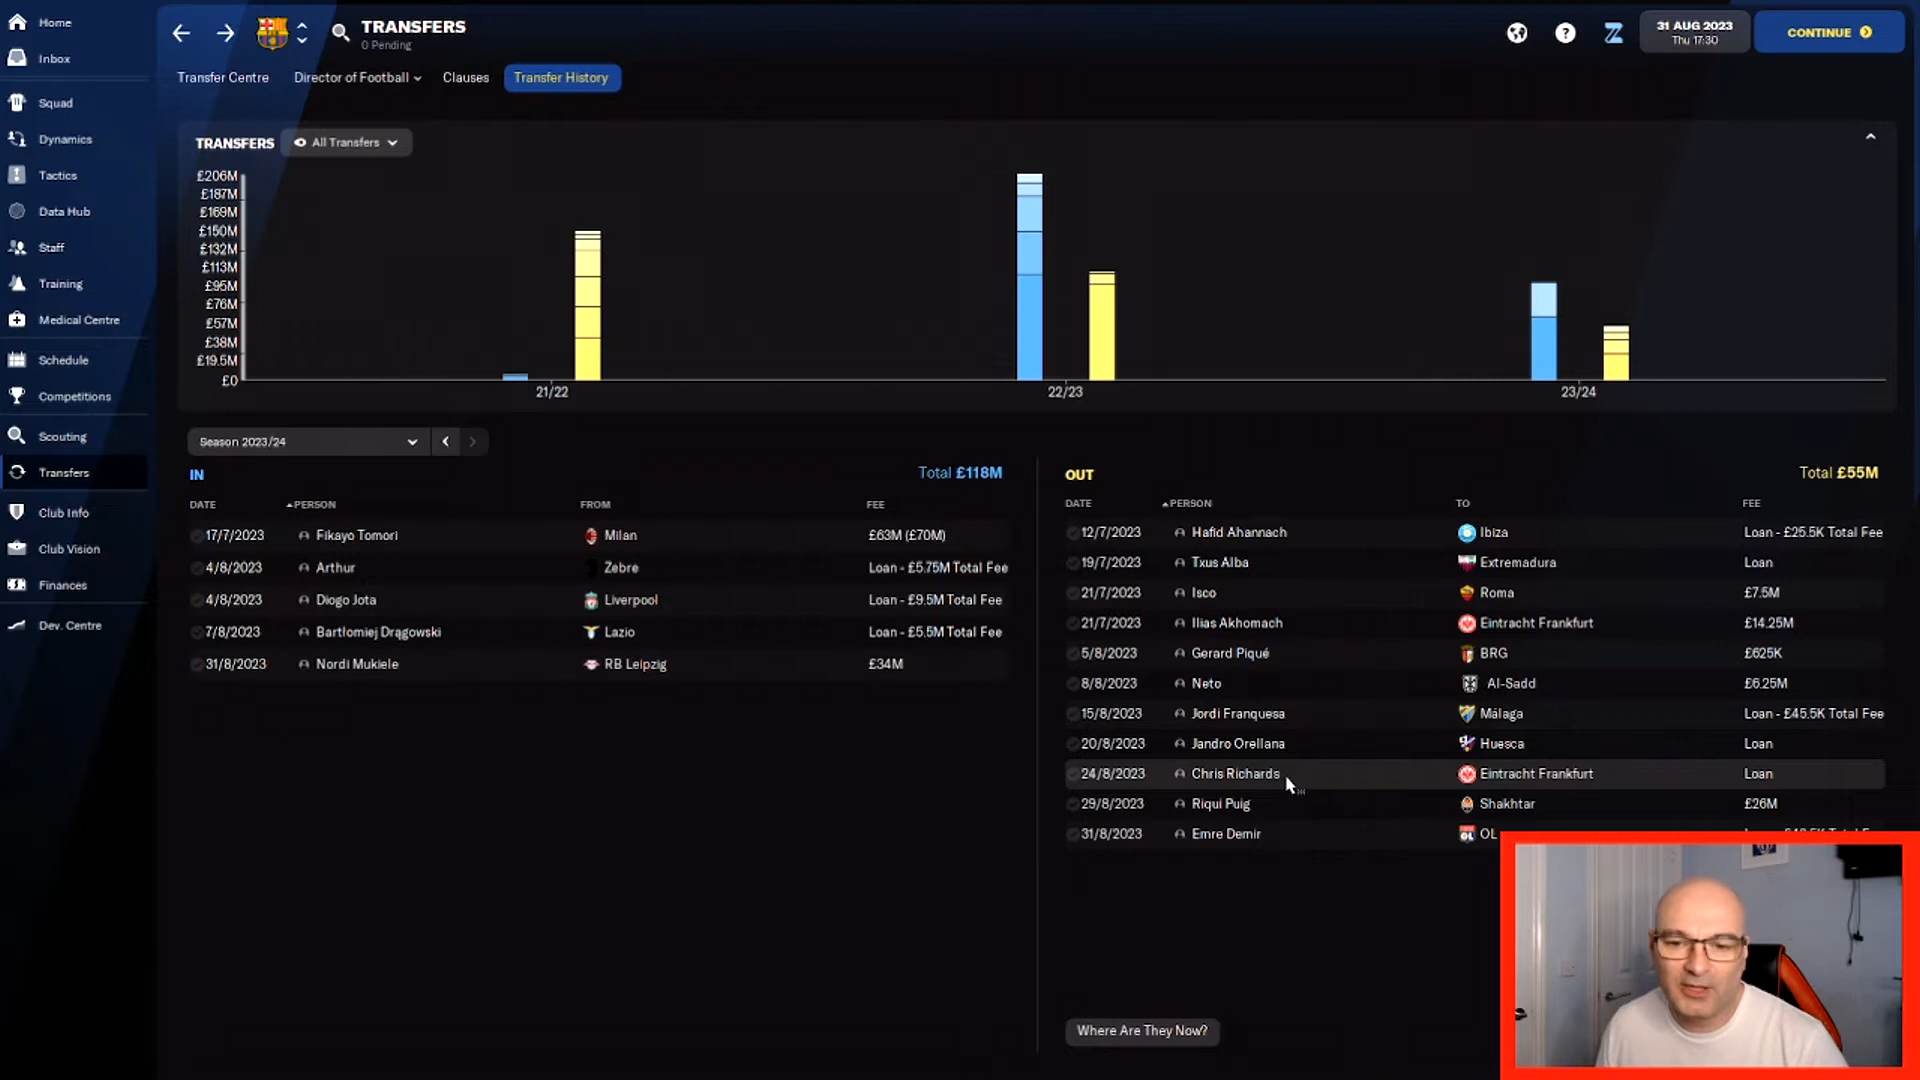 Home
Inbox
Squad
Dynamics
Tactics
Data Hub
Staff
Training
Medical Centre
Schedule
Competitions
Scouting
Transfers
Club Info
Club Vision
Finances
Dev. Centre
TRANSFERS
0 Pending
31 AUG 2023
Thu 17:30
CONTINUE
Transfer Centre Director of Football Clauses Transfer History
TRANSFERS All Transfers
£206M
£187M
£169M
£150M
£132M
£113M
£95M
£76M
£57M
£38M
£19.5M
£0
21/22 22/23 23/24
Season 2023/24
IN Total £118M
DATE PERSON FROM FEE
17/7/2023 Fikayo Tomori Milan £63M (£70M)
4/8/2023 Arthur Zebre Loan - £5.75M Total Fee
4/8/2023 Diogo Jota Liverpool Loan - £9.5M Total Fee
7/8/2023 Bartłomiej Drągowski Lazio Loan - £5.5M Total Fee
31/8/2023 Nordi Mukiele RB Leipzig £34M
OUT Total £55M
DATE PERSON TO FEE
12/7/2023 Hafid Ahannach Ibiza Loan - £25.5K Total Fee
19/7/2023 Txus Alba Extremadura Loan
21/7/2023 Isco Roma £7.5M
21/7/2023 Ilias Akhomach Eintracht Frankfurt £14.25M
5/8/2023 Gerard Piqué BRG £625K
8/8/2023 Neto Al-Sadd £6.25M
15/8/2023 Jordi Franquesa Málaga Loan - £45.5K Total Fee
20/8/2023 Jandro Orellana Huesca Loan
24/8/2023 Chris Richards Eintracht Frankfurt Loan
29/8/2023 Riqui Puig Shakhtar £26M
31/8/2023 Emre Demir OL
Where Are They Now?